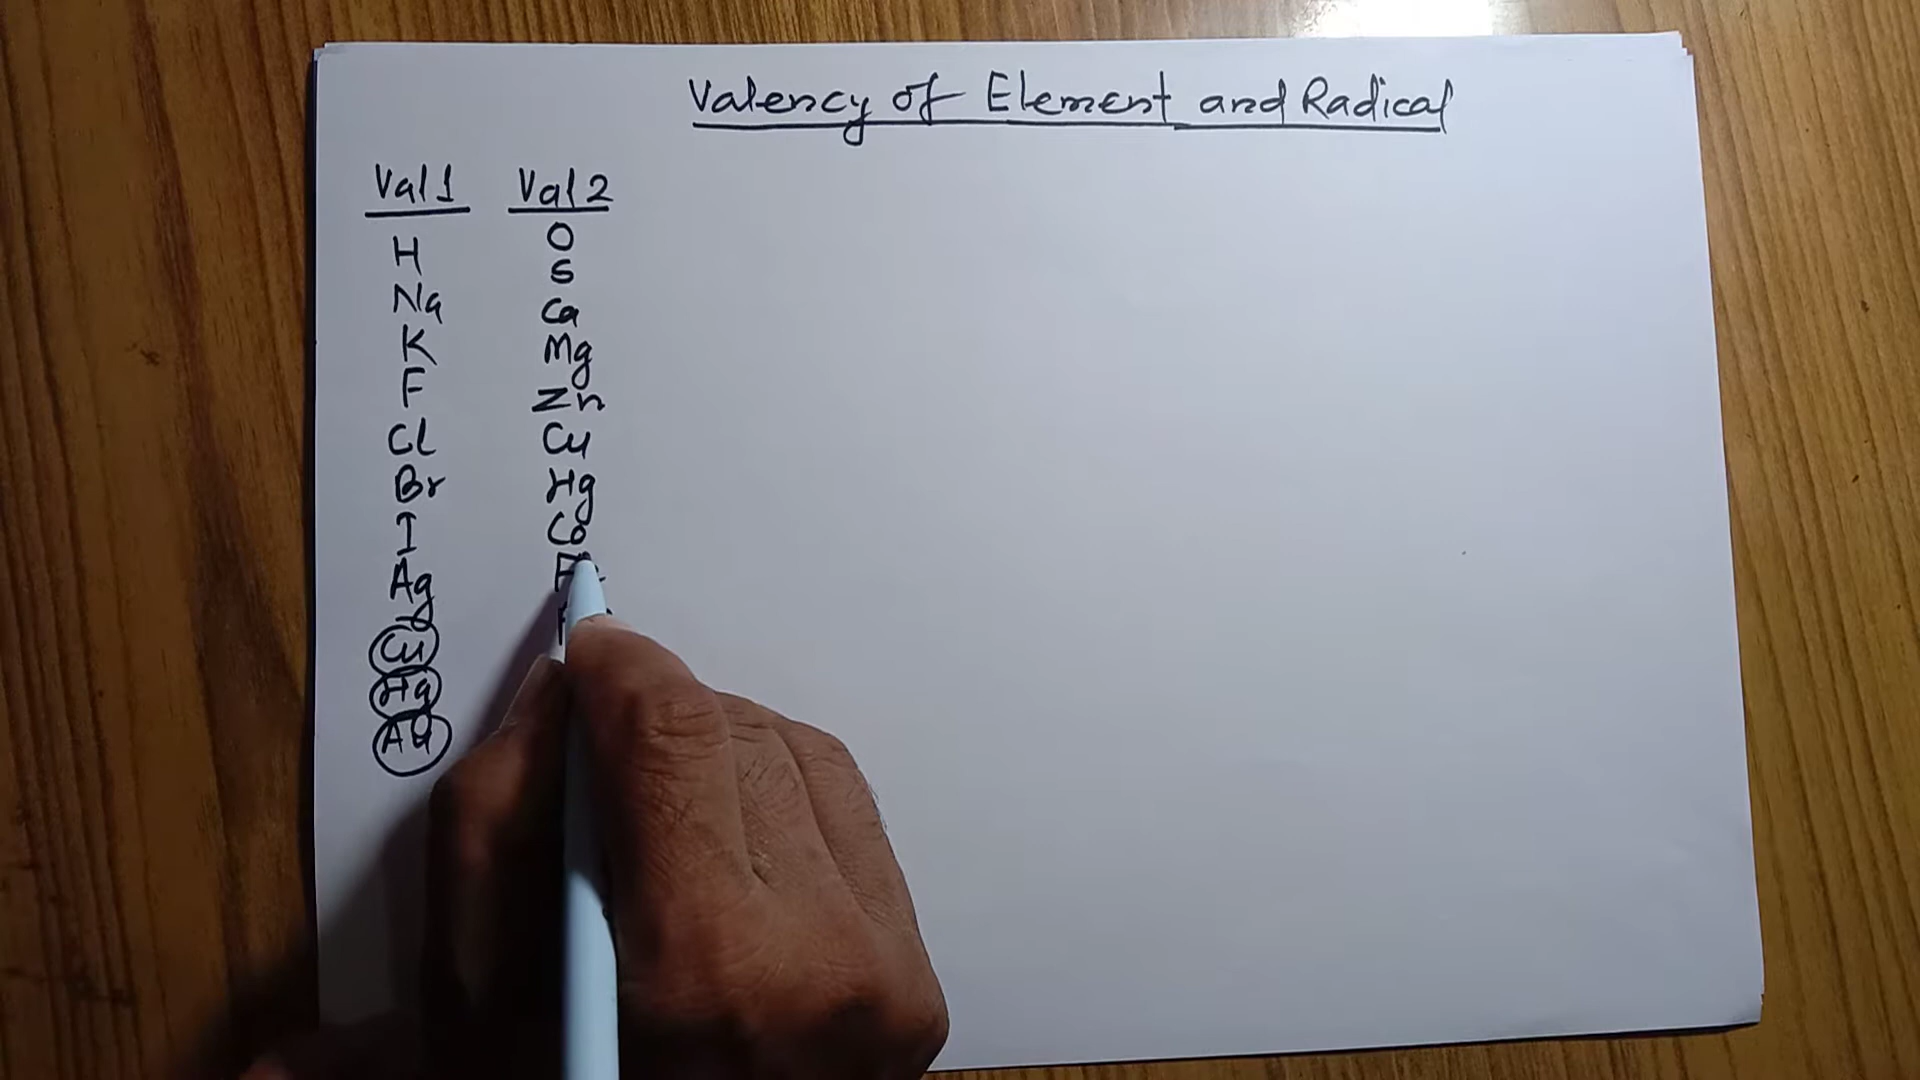 Valency of Element and Radical
Val 1
H
Na
K
F
Cl
Br
I
Ag
Cu
Hg
Au
Val 2
O
S
Ca
Mg
Zn
Cu
Hg
Co